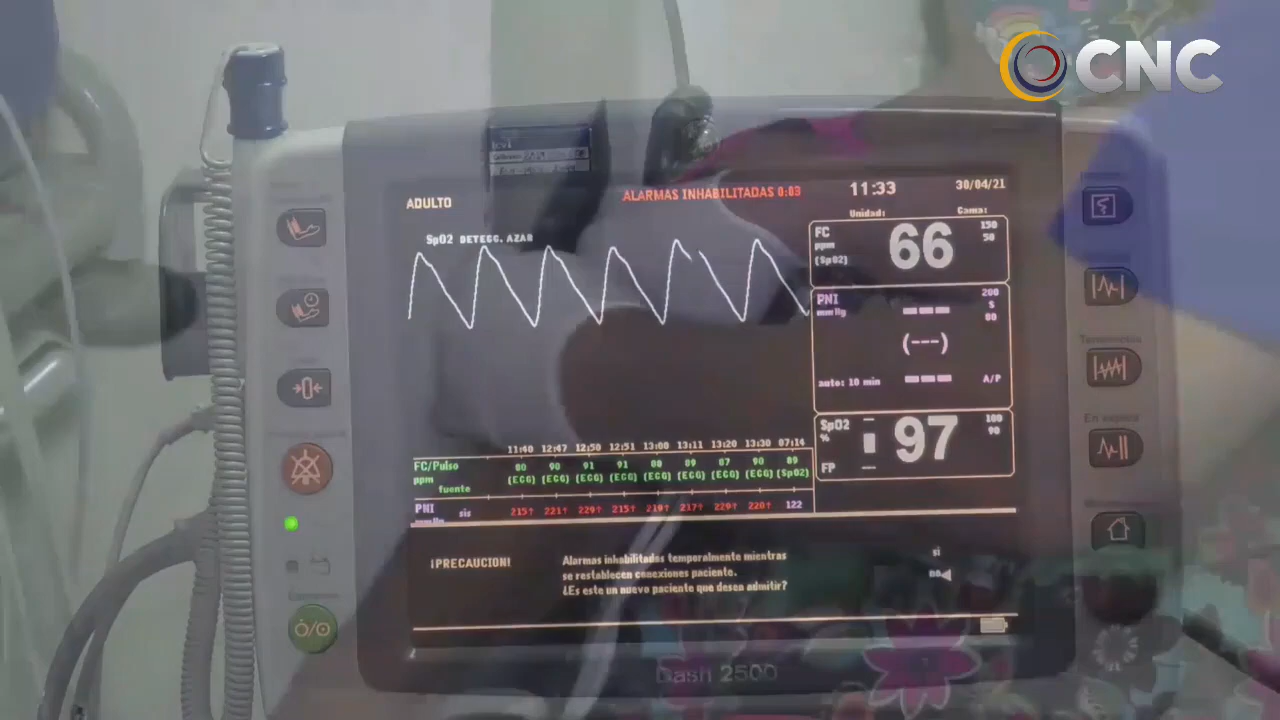 CNC
ADULTO
ALARMAS INHABILITADAS 0:03
11:33
30/04/21
Unidad:
Cama:
SpO2 DETECC. AZAR
FC
ppm
(SpO2)
66
150
50
PNI
mmHg
200
S
80
(---)
auto: 10 min
A/P
SpO2
%
FP
97
100
90
11:40 12:47 12:50 12:51 13:00 13:11 13:20 13:30 07:14
FC/Pulso
ppm
fuente
80 90 91 91 88 89 87 90 89
(ECG) (ECG) (ECG) (ECG) (ECG) (ECG) (ECG) (ECG) (SpO2)
PNI sis
mmHg
215↑ 221↑ 229↑ 215↑ 219↑ 217↑ 229↑ 220↑ 122
¡PRECAUCION!
Alarmas inhabilitadas temporalmente mientras
se restablecen conexiones paciente.
¿Es este un nuevo paciente que desea admitir?
si
no
Dash 2500
Tendencias
En espera